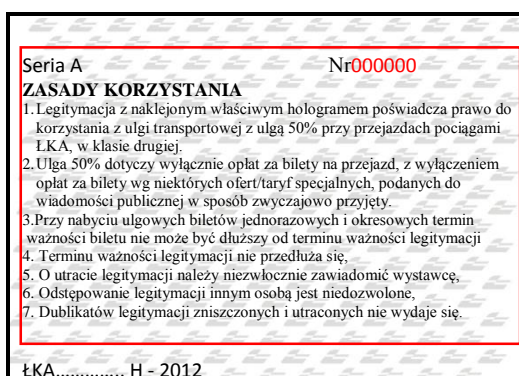 Seria A Nr000000
ZASADY KORZYSTANIA
1. Legitymacja z naklejonym właściwym hologramem poświadcza prawo do
korzystania z ulgi transportowej z ulgą 50% przy przejazdach pociągami
ŁKA, w klasie drugiej.
2. Ulga 50% dotyczy wyłącznie opłat za bilety na przejazd, z wyłączeniem
opłat za bilety wg niektórych ofert/taryf specjalnych, podanych do
wiadomości publicznej w sposób zwyczajowo przyjęty.
3.Przy nabyciu ulgowych biletów jednorazowych i okresowych termin
ważności biletu nie może być dłuższy od terminu ważności legitymacji
4. Terminu ważności legitymacji nie przedłuża się,
5. O utracie legitymacji należy niezwłocznie zawiadomić wystawcę,
6. Odstępowanie legitymacji innym osobą jest niedozwolone,
7. Dublikatów legitymacji zniszczonych i utraconych nie wydaje się.
ŁKA............. H - 2012